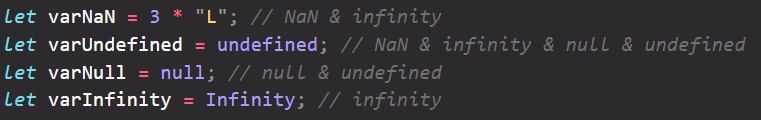 let varNaN = 3 * "L"; // NaN & infinity
let varUndefined = undefined; // NaN & infinity & null & undefined
let varNull = null; // null & undefined
let varInfinity = Infinity; // infinity